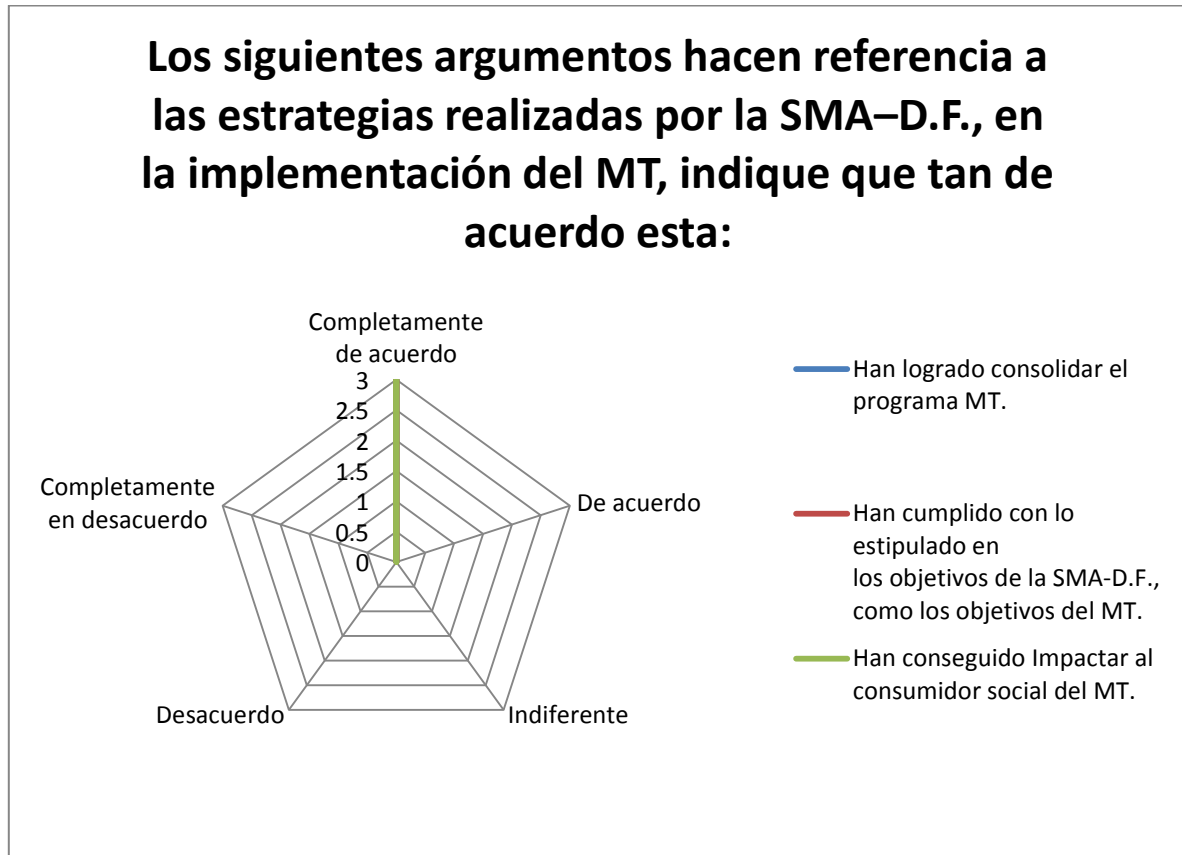 Los siguientes argumentos hacen referencia a
las estrategias realizadas por la SMA–D.F., en
la implementación del MT, indique que tan de
acuerdo esta:
Completamente
de acuerdo
3
2.5
2
1.5
1
0.5
0
De acuerdo
Indiferente
Desacuerdo
Completamente
en desacuerdo
Han logrado consolidar el
programa MT.
Han cumplido con lo
estipulado en
los objetivos de la SMA-D.F.,
como los objetivos del MT.
Han conseguido Impactar al
consumidor social del MT.